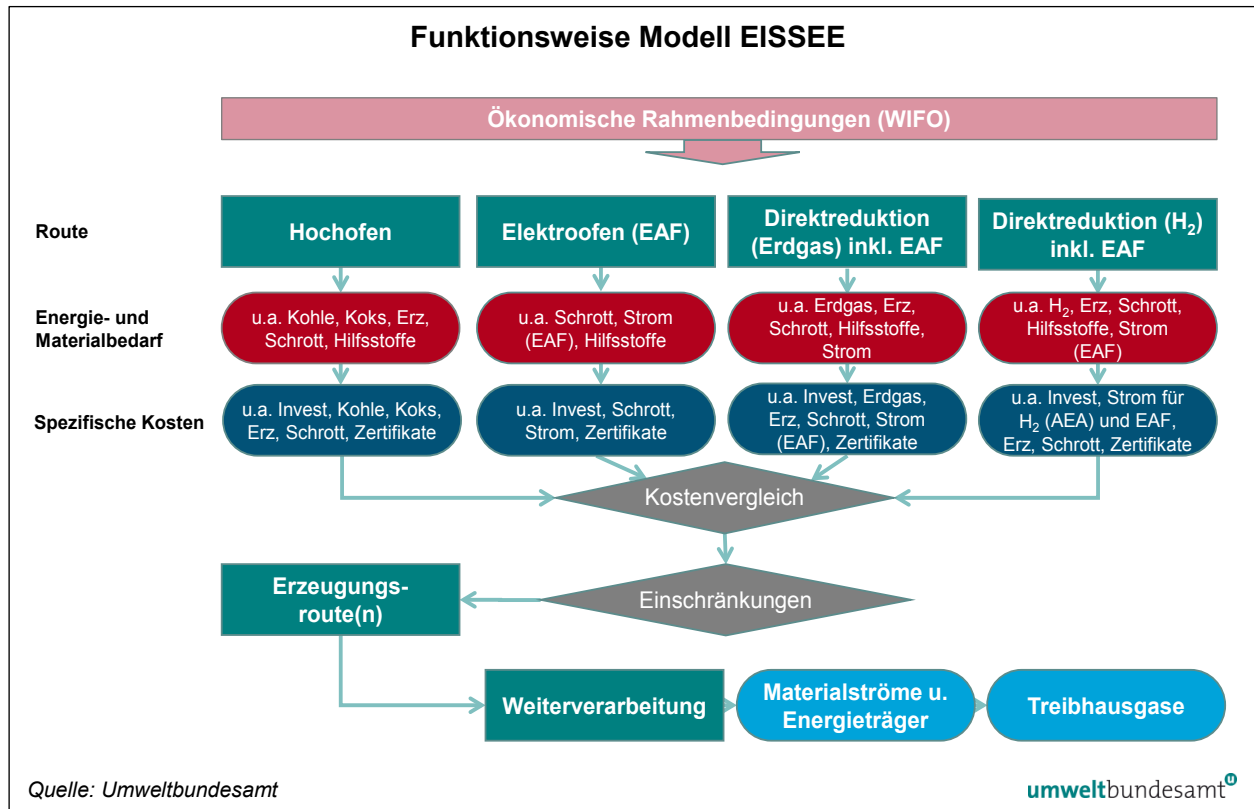 Funktionsweise Modell EISSEE
Ökonomische Rahmenbedingungen (WIFO)
Route
Hochofen
Elektroofen (EAF)
Direktreduktion
(Erdgas) inkl. EAF
Direktreduktion (H₂)
inkl. EAF
Energie- und
Materialbedarf
u.a. Kohle, Koks, Erz,
Schrott, Hilfsstoffe
u.a. Schrott, Strom
(EAF), Hilfsstoffe
u.a. Erdgas, Erz,
Schrott, Hilfsstoffe,
Strom
u.a. H₂, Erz, Schrott,
Hilfsstoffe, Strom
(EAF)
Spezifische Kosten
u.a. Invest, Kohle, Koks,
Erz, Schrott, Zertifikate
u.a. Invest, Schrott,
Strom, Zertifikate
u.a. Invest, Erdgas,
Erz, Schrott, Strom
(EAF), Zertifikate
u.a. Invest, Strom für
H₂ (AEA) und EAF,
Erz, Schrott, Zertifikate
Kostenvergleich
Erzeugungs-
route(n)
Einschränkungen
Weiterverarbeitung
Materialströme u.
Energieträger
Treibhausgase
Quelle: Umweltbundesamt
umweltbundesamt
u